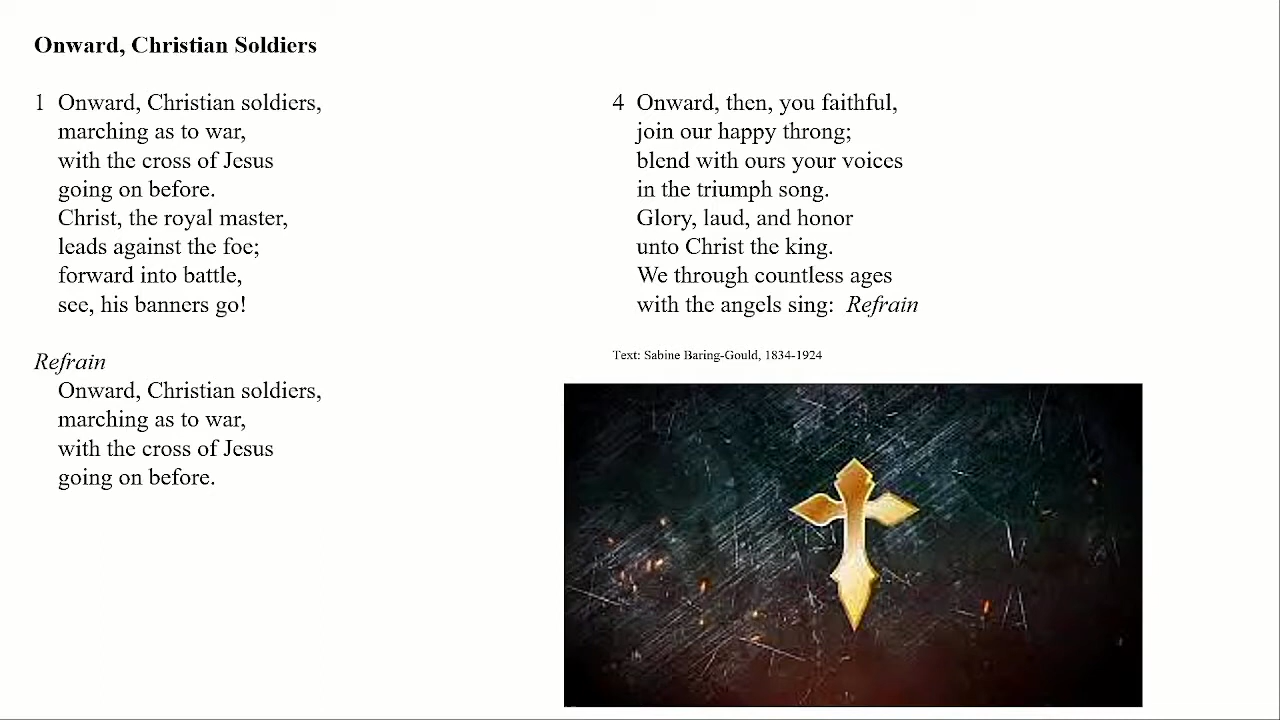 Onward, Christian Soldiers
1 Onward, Christian soldiers,
marching as to war,
with the cross of Jesus
going on before.
Christ, the royal master,
leads against the foe;
forward into battle,
see, his banners go!
Refrain
Onward, Christian soldiers,
marching as to war,
with the cross of Jesus
going on before.
4 Onward, then, you faithful,
join our happy throng;
blend with ours your voices
in the triumph song.
Glory, laud, and honor
unto Christ the king.
We through countless ages
with the angels sing: Refrain
Text: Sabine Baring-Gould, 1834-1924